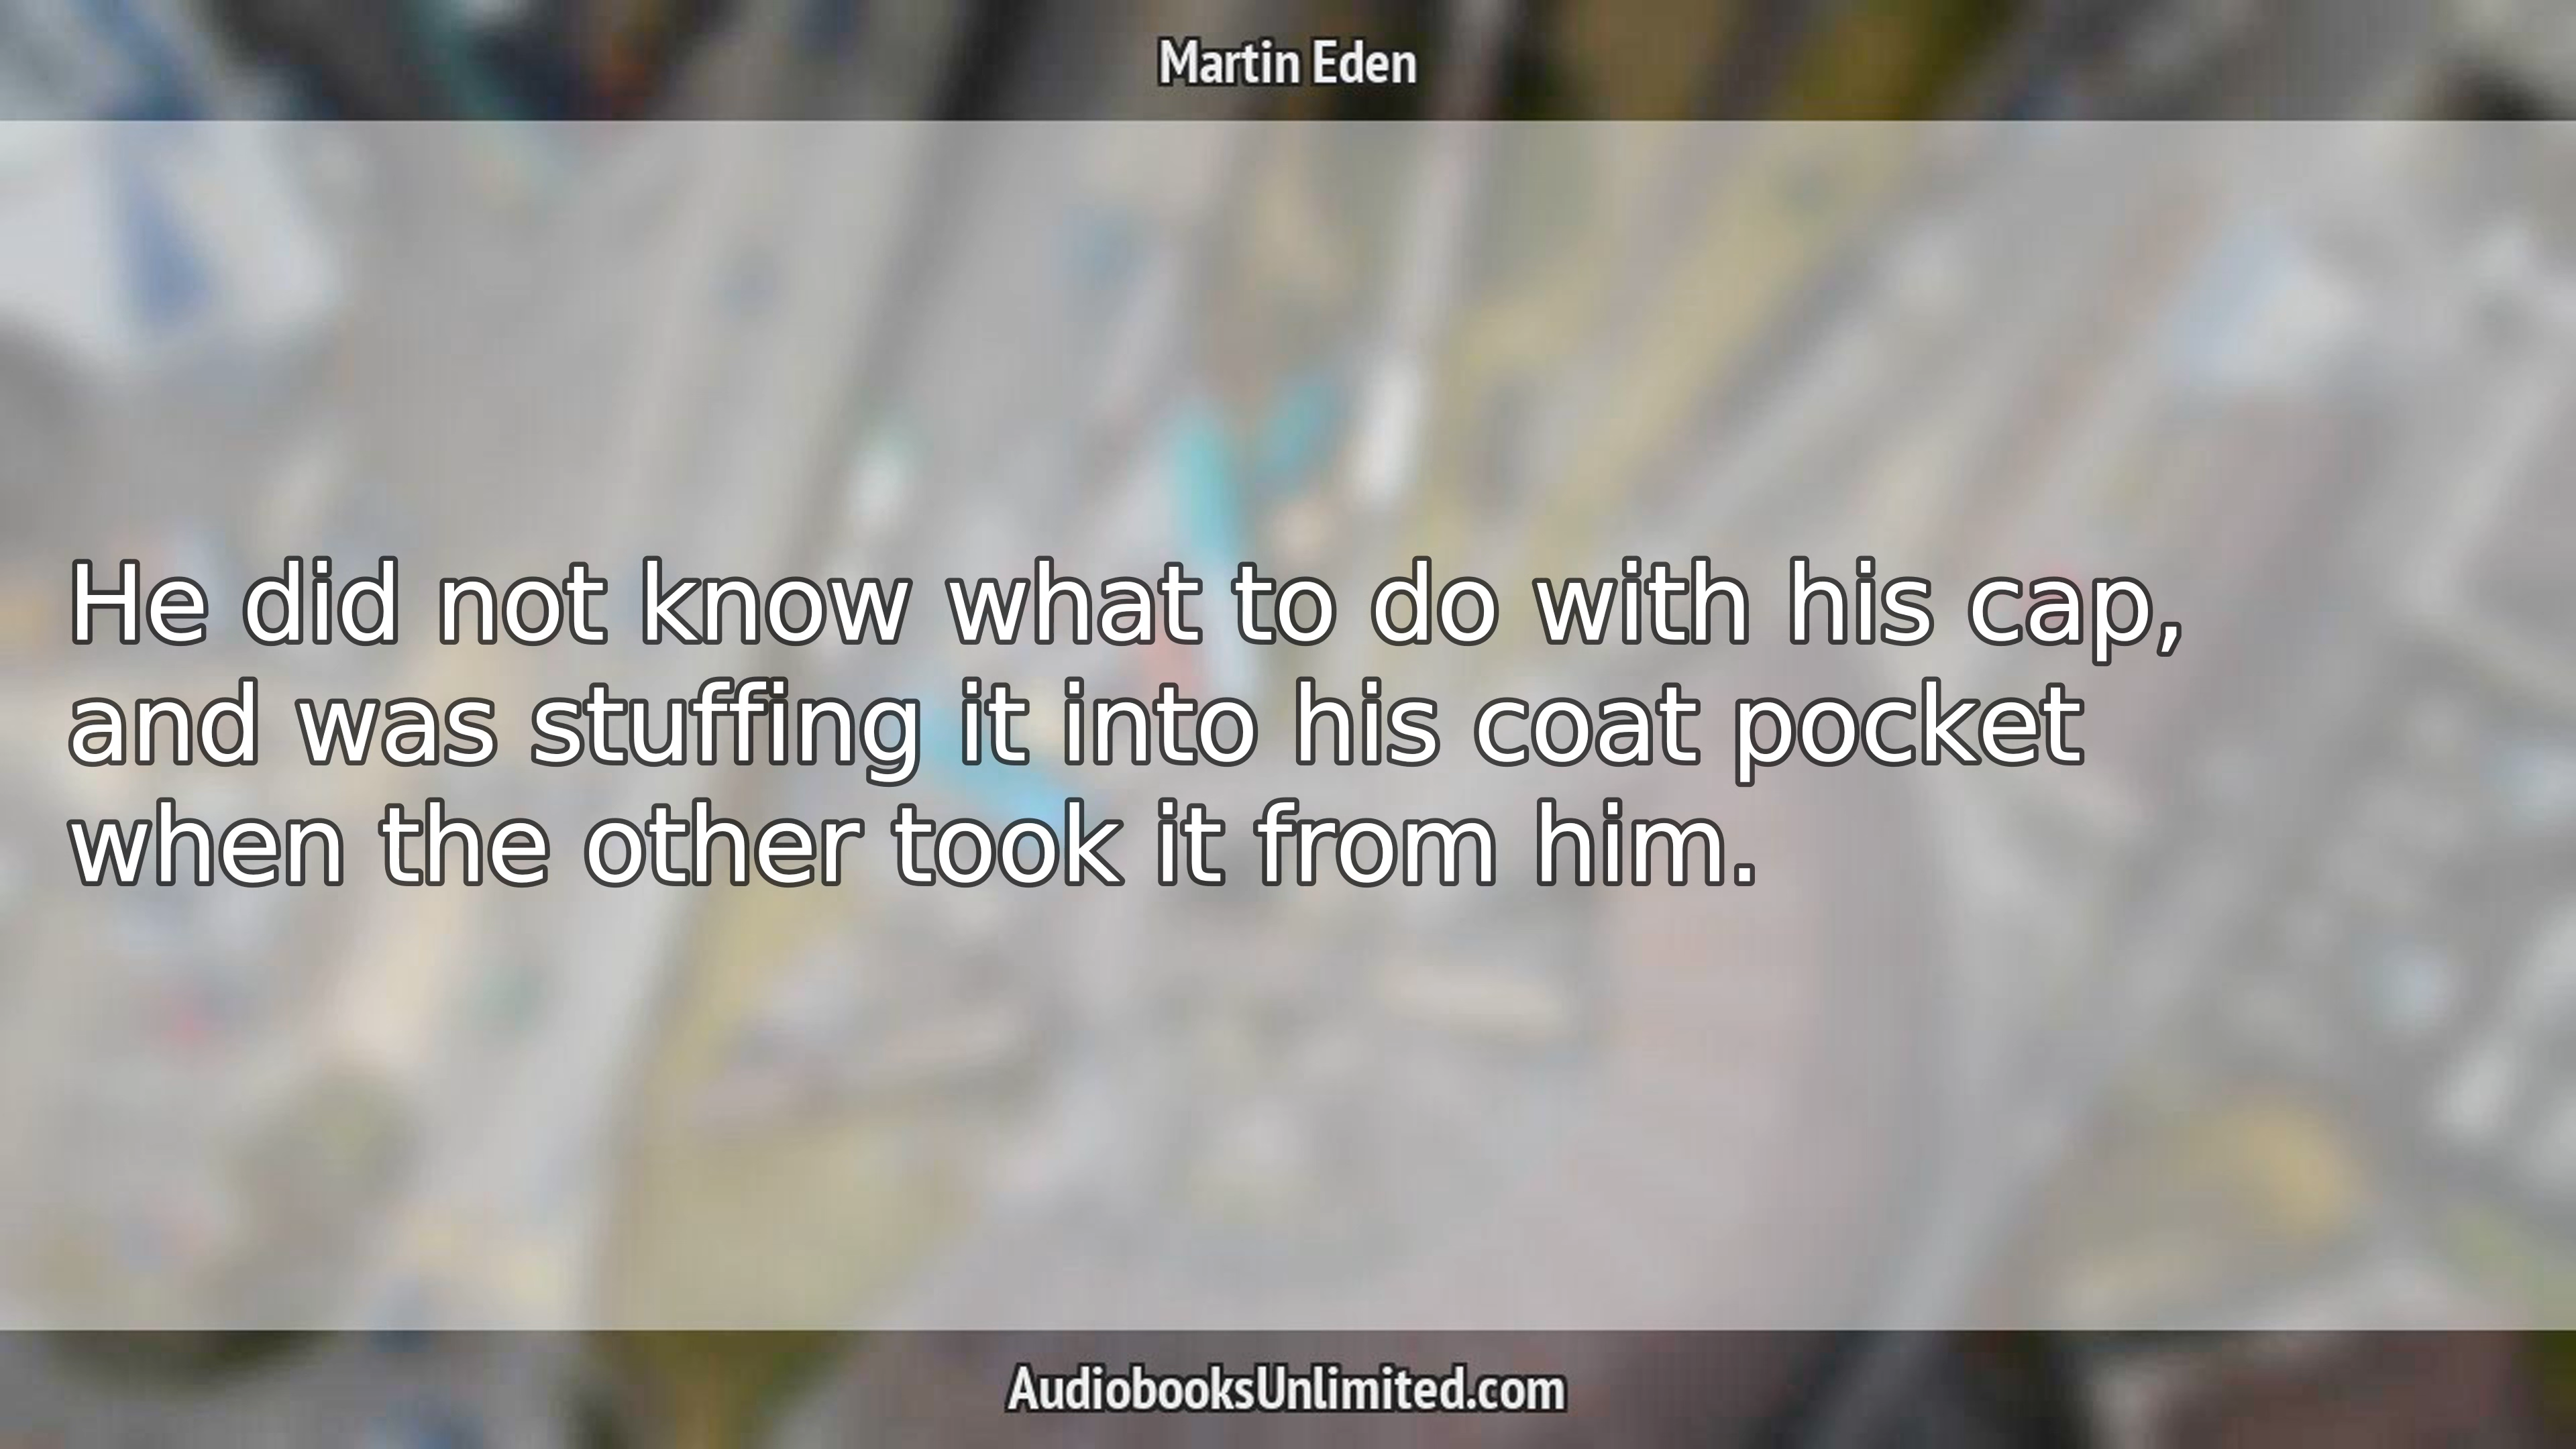 Martin Eden
He did not know what to do with his cap,
and was stuffing it into his coat pocket
when the other took it from him.
AudiobooksUnlimited.com